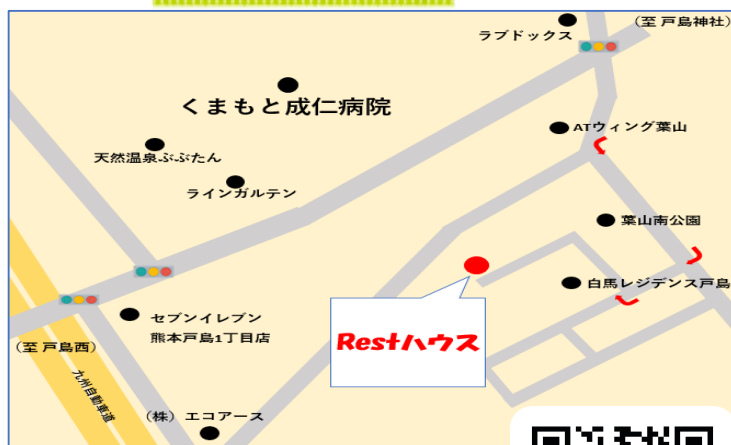 ラブドックス
(至 戸島神社)
くまもと成仁病院
ATウィング葉山
天然温泉ぶぶたん
ラインガルテン
葉山南公園
白馬レジデンス戸島
セブンイレブン
熊本戸島1丁目店
Restハウス
(至 戸島西)
九州自動車道
(株) エコアース